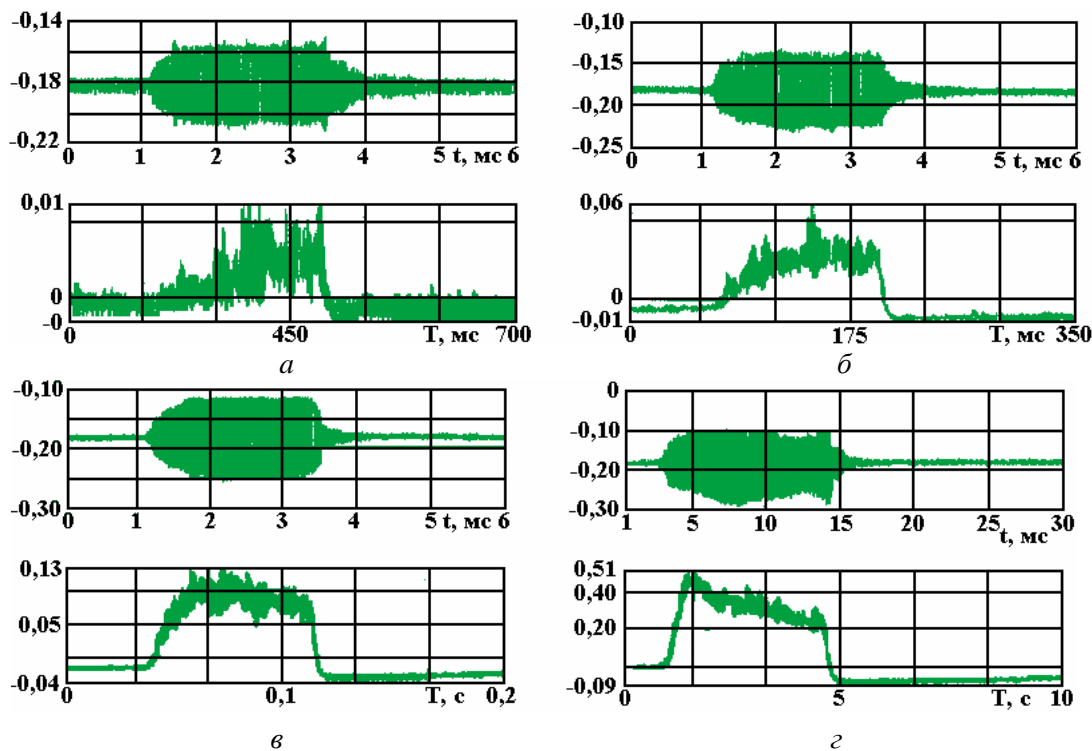 -0,14
-0,18
-0,22
0 1 2 3 4 5 t, мс 6
0,01
0
-0
0 450 T, мс 700
а
-0,10
-0,15
-0,20
-0,25
0 1 2 3 4 5 t, мс 6
0,06
0
-0,01
0 175 T, мс 350
б
-0,10
-0,20
-0,30
0 1 2 3 4 5 t, мс 6
0,13
0,05
-0,04
0 0,1 T, с 0,2
в
0
-0,10
-0,20
-0,30
1 5 10 15 20 25 30
t, мс
0,51
0,40
0,20
-0,09
0 5 T, с 10
г